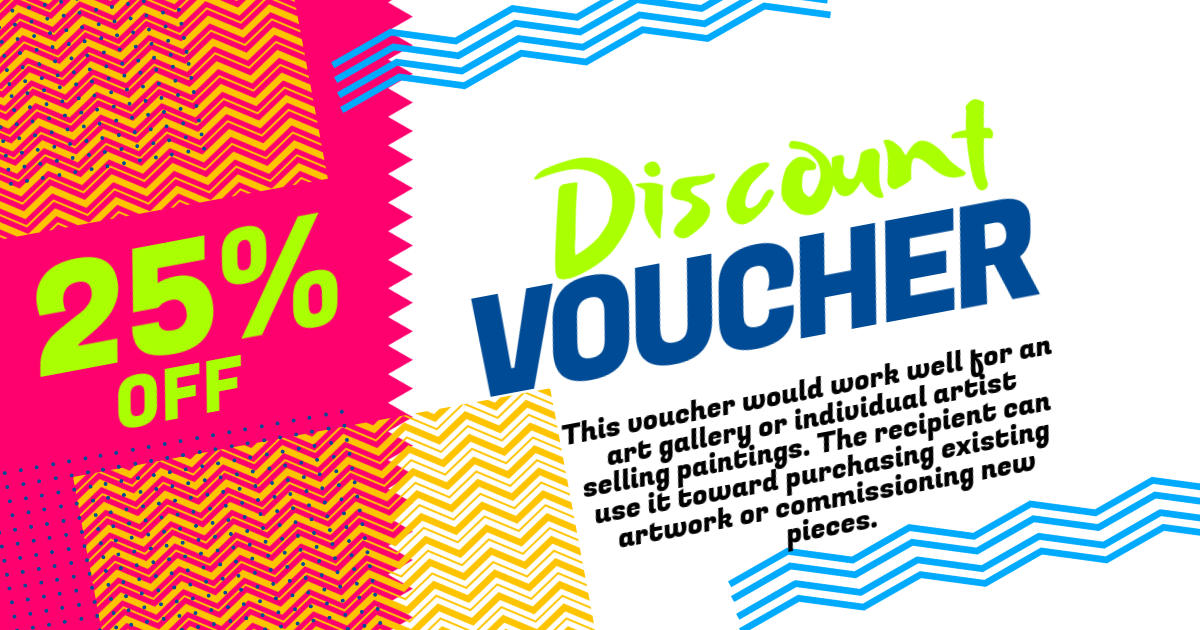 25%
OFF
Discount
VOUCHER
This voucher would work well for an
art gallery or individual artist
selling paintings. The recipient can
use it toward purchasing existing
artwork or commissioning new
pieces.